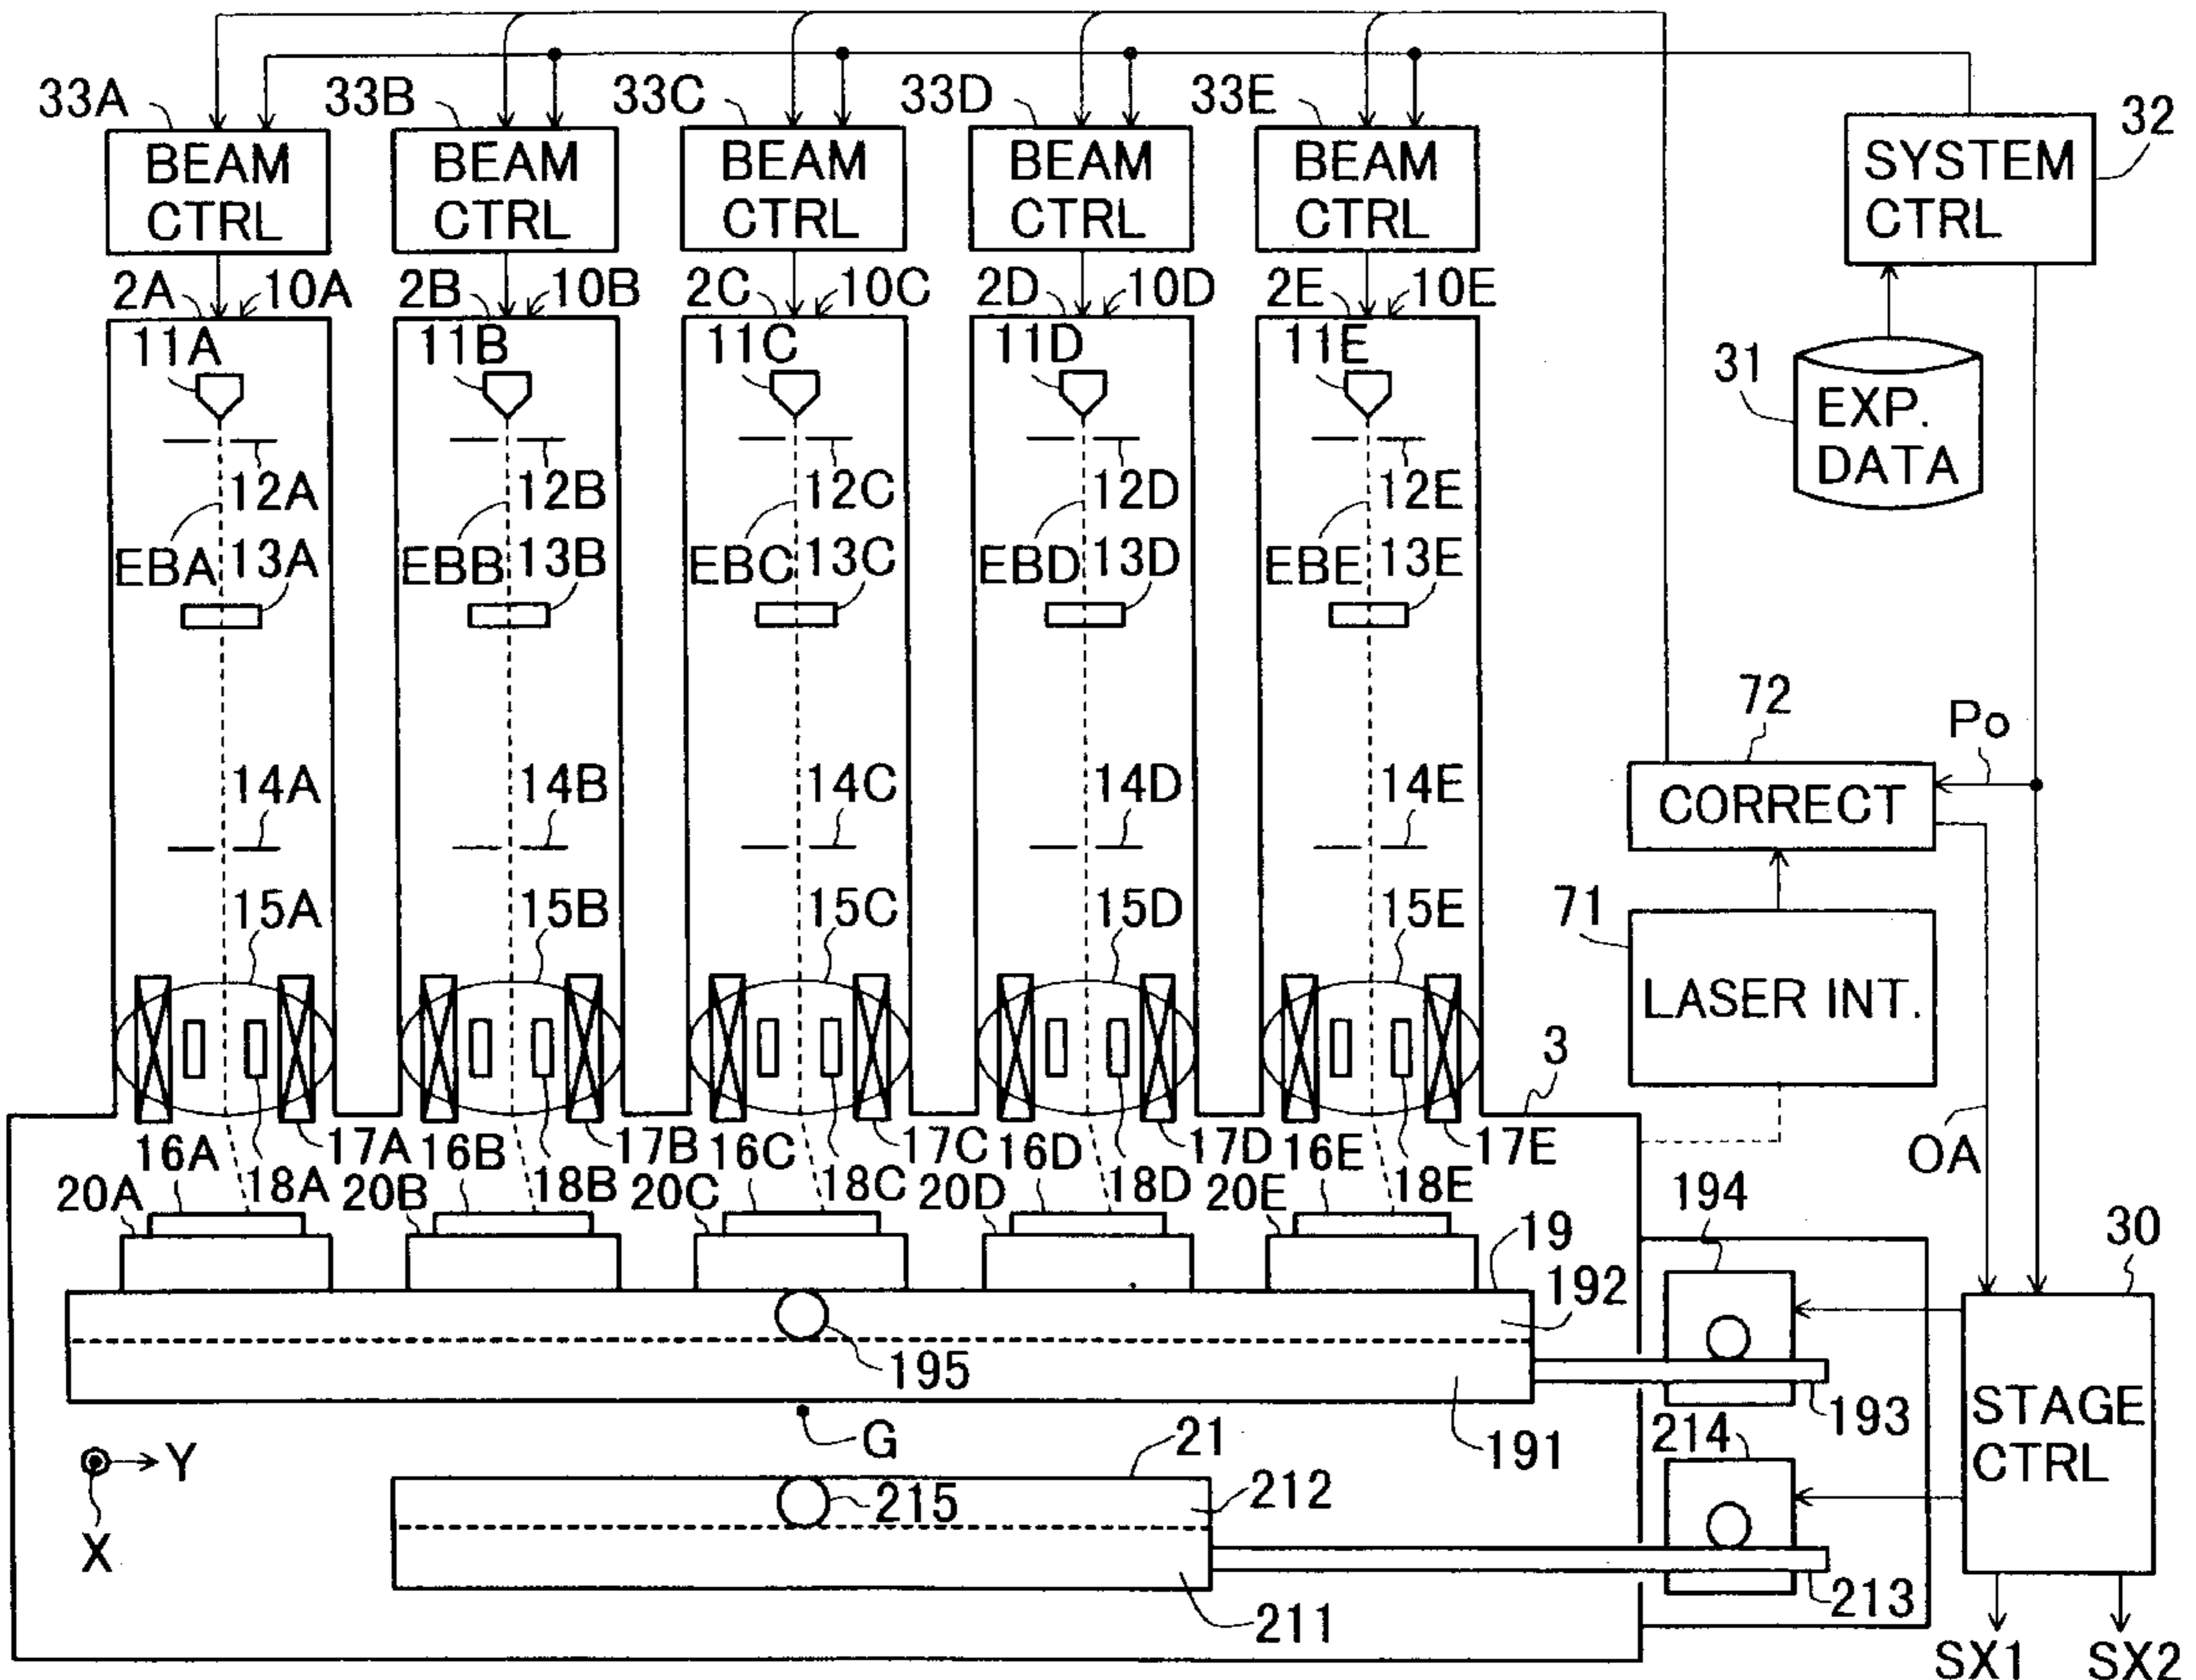 33A 33B 33C 33D 33E
BEAM CTRL
BEAM CTRL
BEAM CTRL
BEAM CTRL
BEAM CTRL
SYSTEM CTRL
32
2A 10A 2B 10B 2C 10C 2D 10D 2E 10E
11A 11B 11C 11D 11E
31
EXP. DATA
12A 12B 12C 12D 12E
EBA 13A EBB 13B EBC 13C EBD 13D EBE 13E
72
Po
14A 14B 14C 14D 14E
CORRECT
15A 15B 15C 15D 15E
71
LASER INT.
3
16A 17A 16B 17B 16C 17C 16D 17D 16E 17E
OA
20A 18A 20B 18B 20C 18C 20D 18D 20E 18E
194
19
30
192
195
193
G
191
STAGE CTRL
Y
21
214
215
212
X
213
211
SX1 SX2